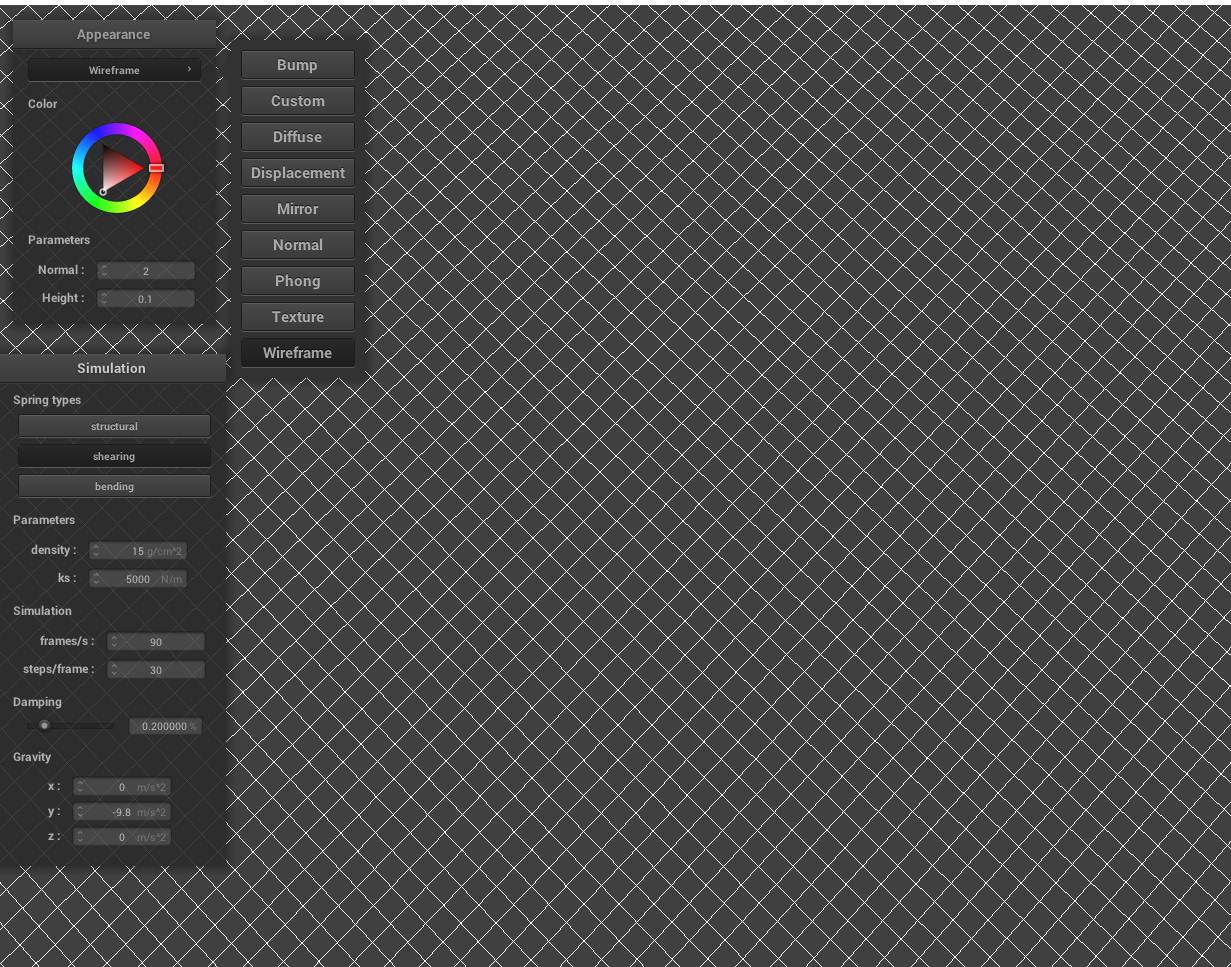 Appearance
Wireframe ›
Color
Parameters
Normal : 2
Height : 0.1
Bump
Custom
Diffuse
Displacement
Mirror
Normal
Phong
Texture
Wireframe
Simulation
Spring types
structural
shearing
bending
Parameters
density : 15 g/cm^2
ks : 5000 N/m
Simulation
frames/s : 90
steps/frame : 30
Damping
0.200000 %
Gravity
x : 0 m/s^2
y : -9.8 m/s^2
z : 0 m/s^2